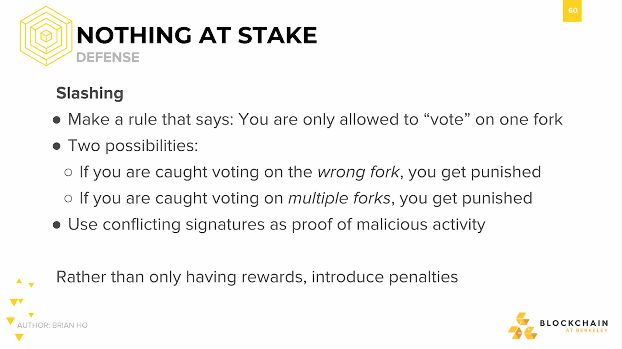 60
NOTHING AT STAKE
DEFENSE
Slashing
● Make a rule that says: You are only allowed to “vote” on one fork
● Two possibilities:
○ If you are caught voting on the wrong fork, you get punished
○ If you are caught voting on multiple forks, you get punished
● Use conflicting signatures as proof of malicious activity
Rather than only having rewards, introduce penalties
AUTHOR: BRIAN HO
BLOCKCHAIN
AT BERKELEY